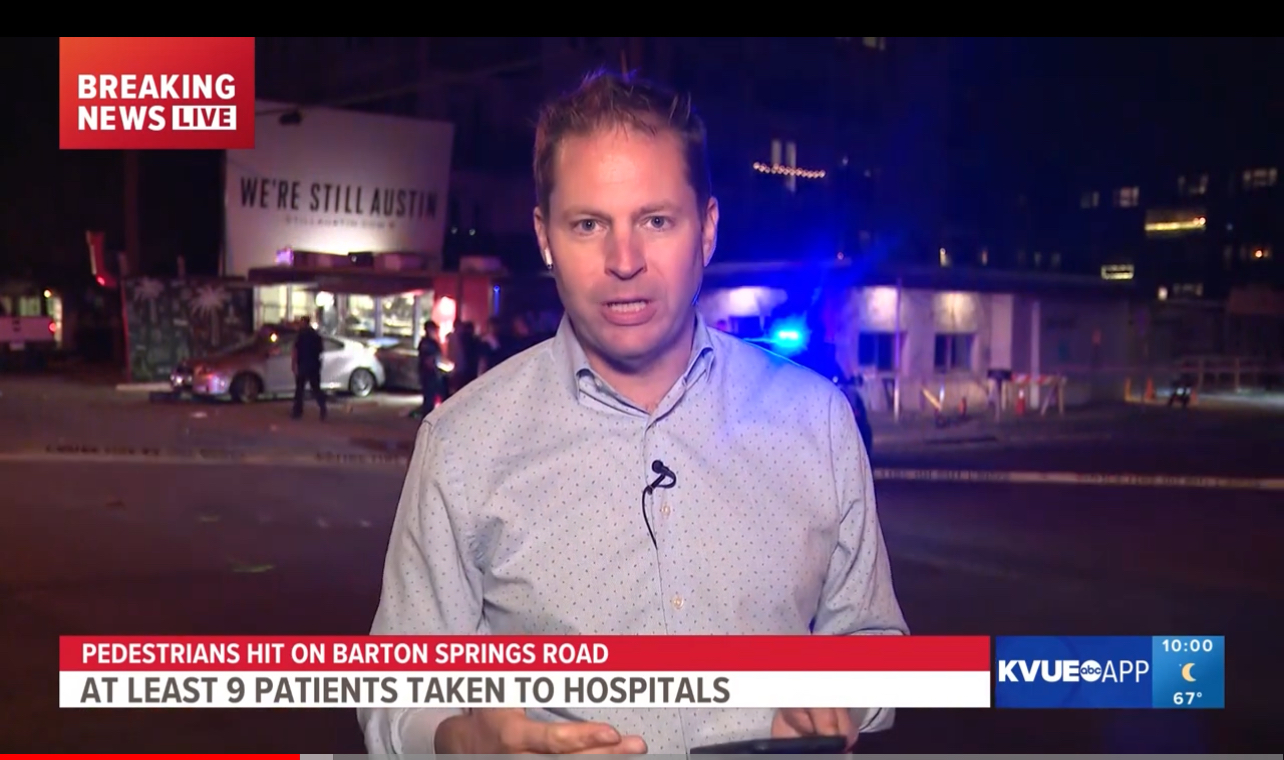 BREAKING
NEWS LIVE
WE'RE STILL AUSTIN
PEDESTRIANS HIT ON BARTON SPRINGS ROAD
AT LEAST 9 PATIENTS TAKEN TO HOSPITALS
KVUE abc APP
10:00
67°